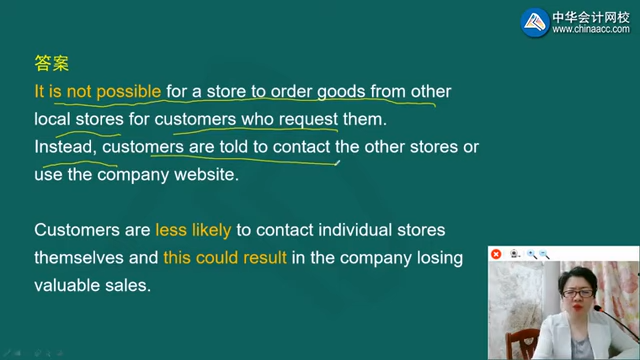 中华会计网校
www.chinaacc.com
答案
It is not possible for a store to order goods from other
local stores for customers who request them.
Instead, customers are told to contact the other stores or
use the company website.
Customers are less likely to contact individual stores
themselves and this could result in the company losing
valuable sales.